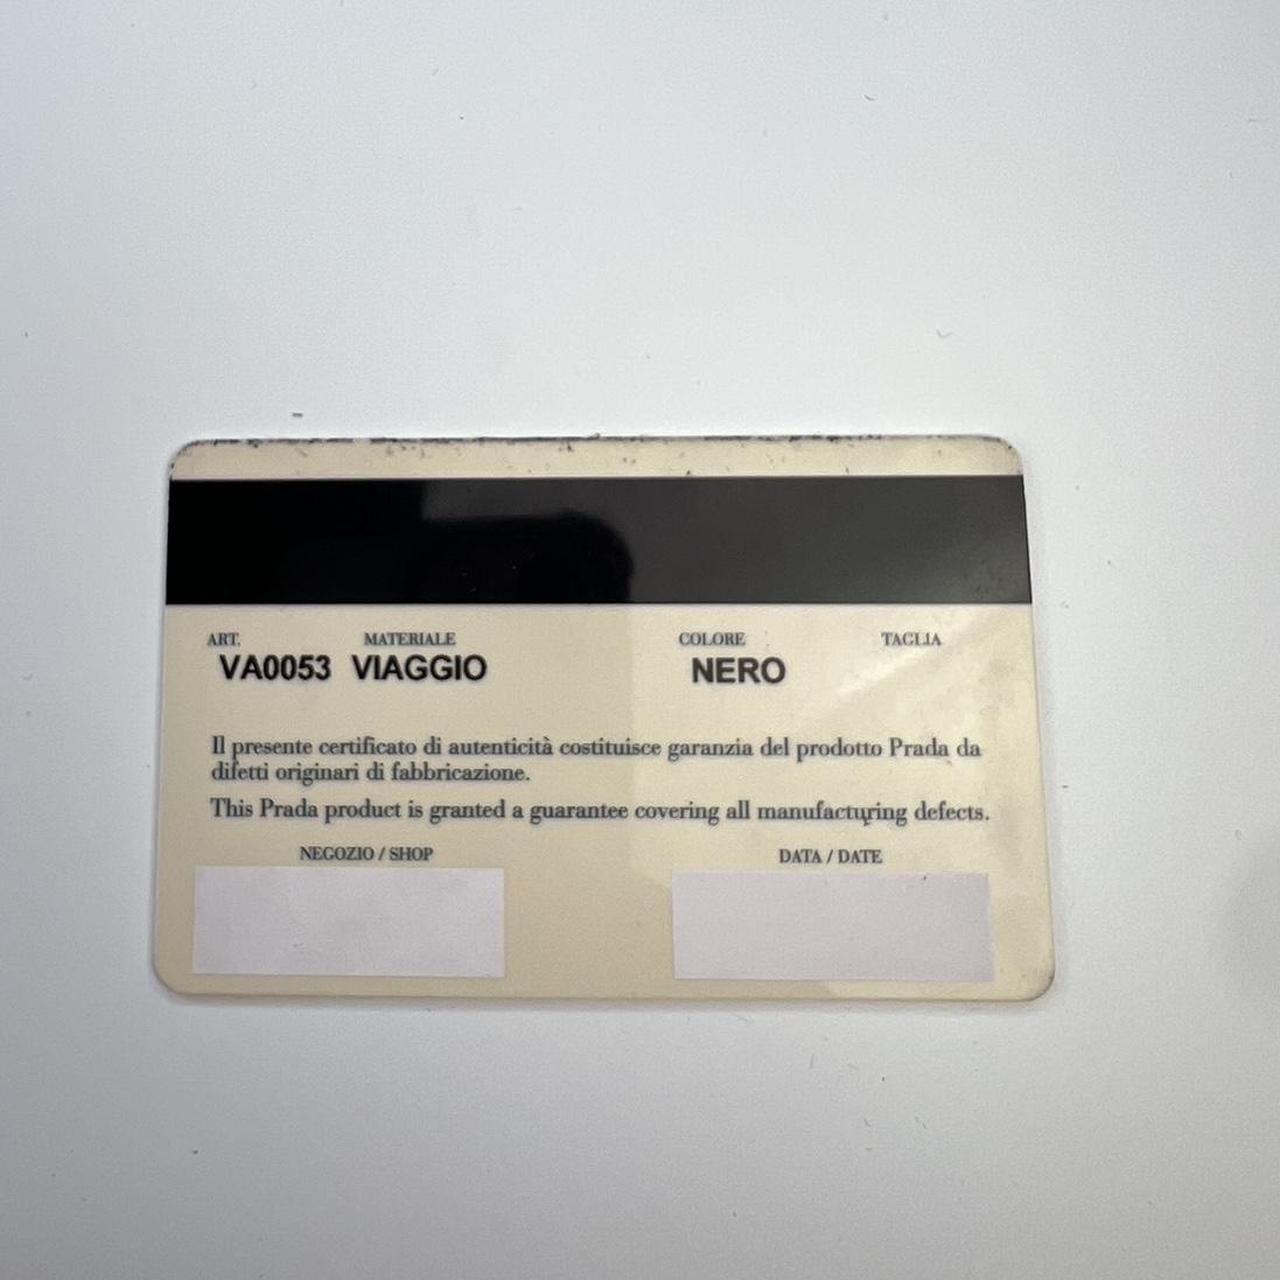 ART. MATERIALE COLORE TAGLIA
VA0053 VIAGGIO NERO
Il presente certificato di autenticità costituisce garanzia del prodotto Prada da
difetti originari di fabbricazione.
This Prada product is granted a guarantee covering all manufacturing defects.
NEGOZIO / SHOP DATA / DATE